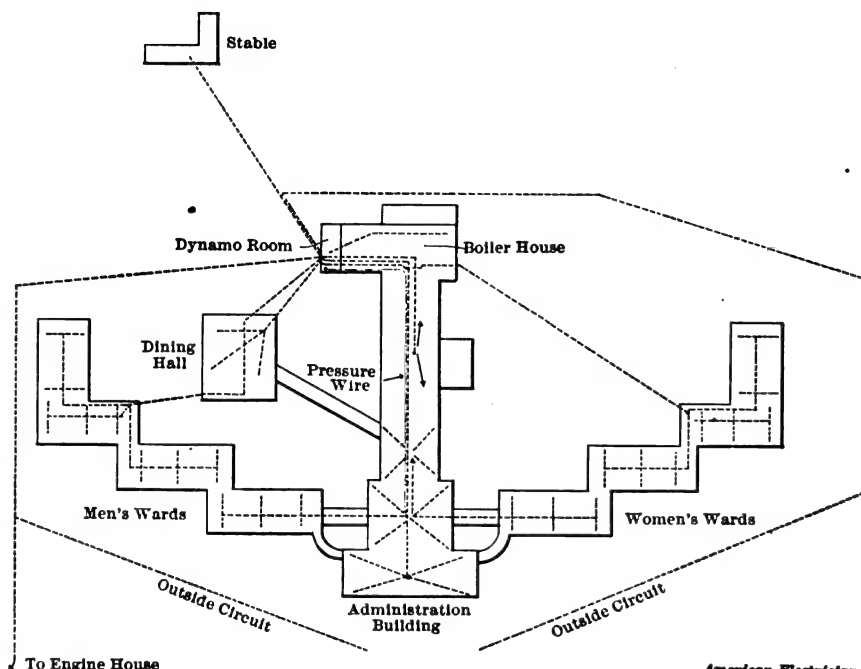 Stable
Dynamo Room
Boiler House
Dining
Hall
Pressure
Wire
Men's Wards
Women's Wards
Outside Circuit
Outside Circuit
Administration
Building
To Engine House
American Electrician